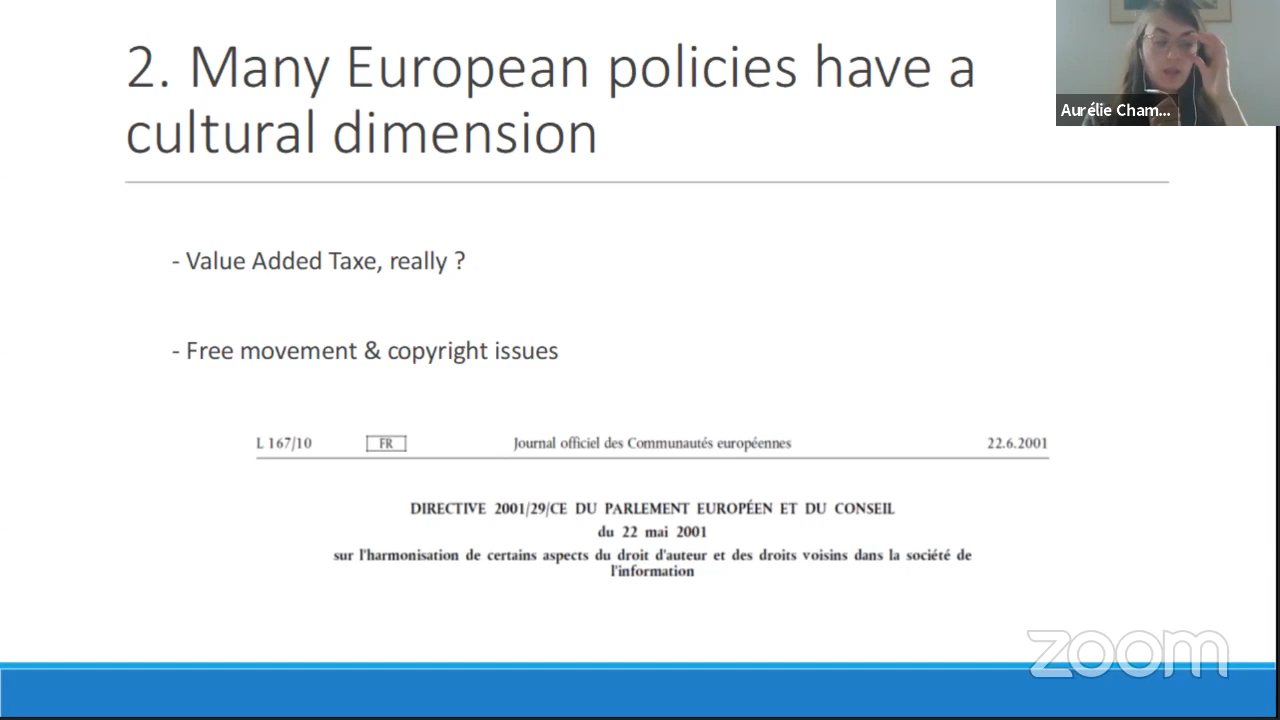 2. Many European policies have a
cultural dimension
Aurélie Cham...
- Value Added Taxe, really ?
- Free movement & copyright issues
L 167/10 FR Journal officiel des Communautés européennes 22.6.2001
DIRECTIVE 2001/29/CE DU PARLEMENT EUROPÉEN ET DU CONSEIL
du 22 mai 2001
sur l'harmonisation de certains aspects du droit d'auteur et des droits voisins dans la société de
l'information
zoom